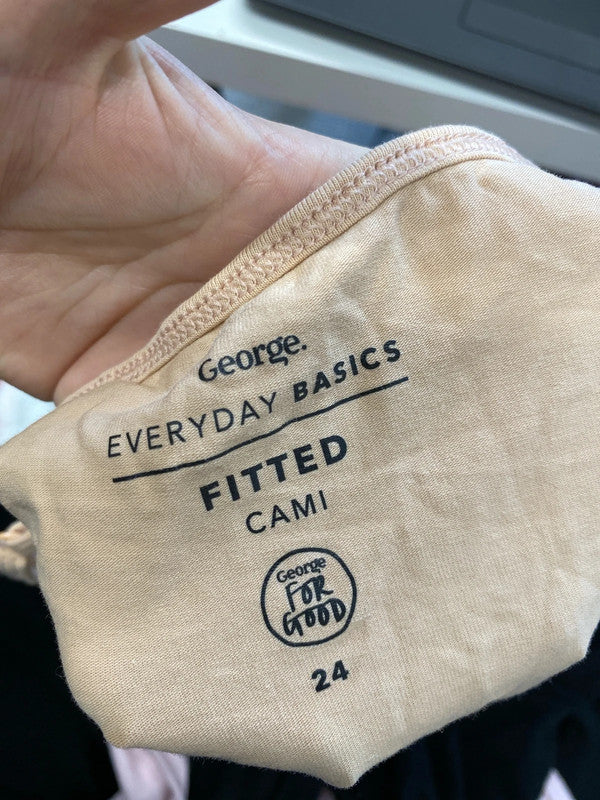 George.
EVERYDAY BASICS
FITTED
CAMI
George
FOR
GOOD
24